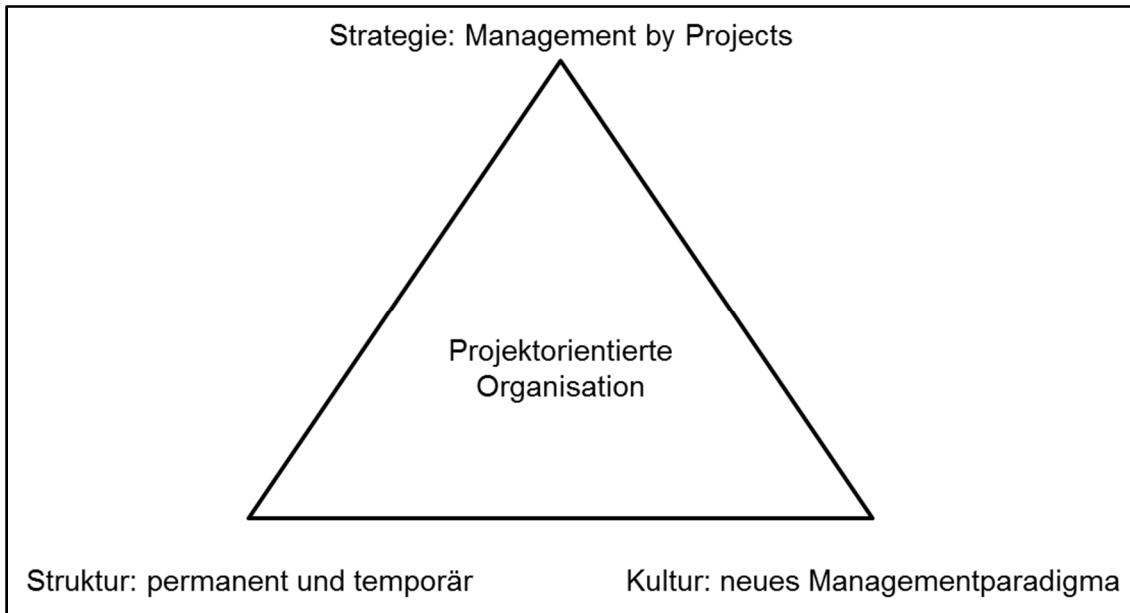 Strategie: Management by Projects
Projektorientierte
Organisation
Struktur: permanent und temporär
Kultur: neues Managementparadigma